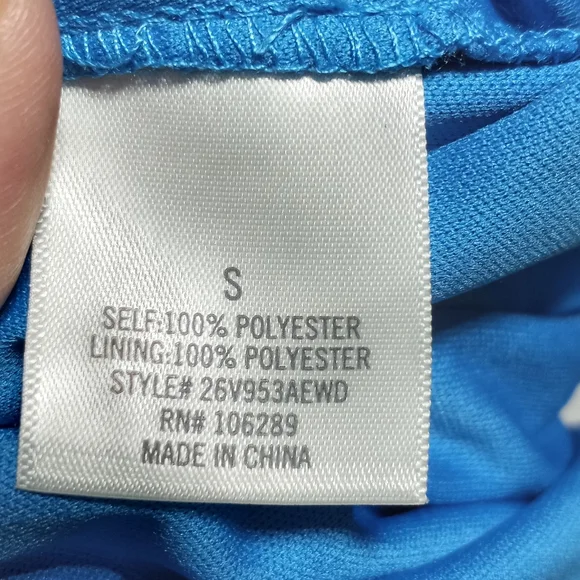 S
SELF:100% POLYESTER
LINING:100% POLYESTER
STYLE# 26V953AEWD
RN# 106289
MADE IN CHINA